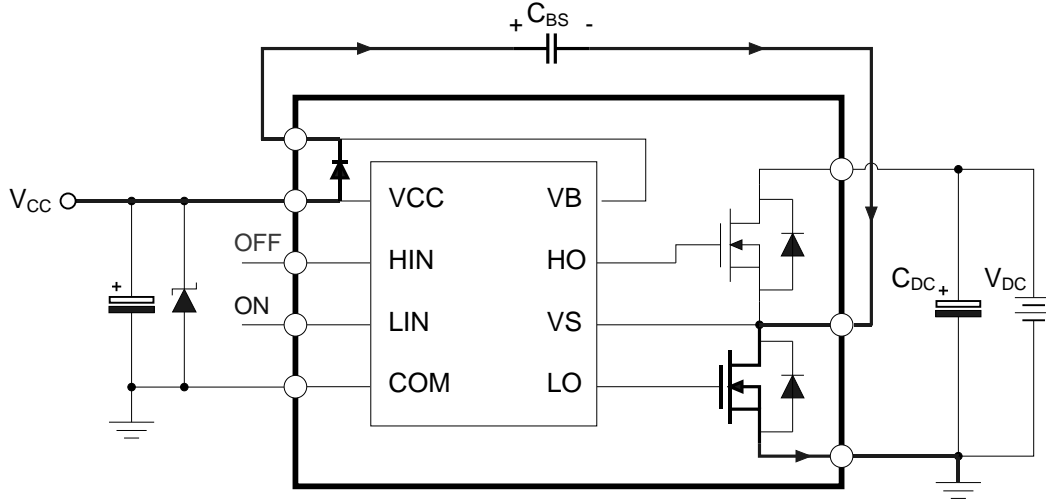 + C_BS -
V_CC
VCC VB
OFF
HIN HO
C_DC + V_DC
+
ON
LIN VS
COM LO